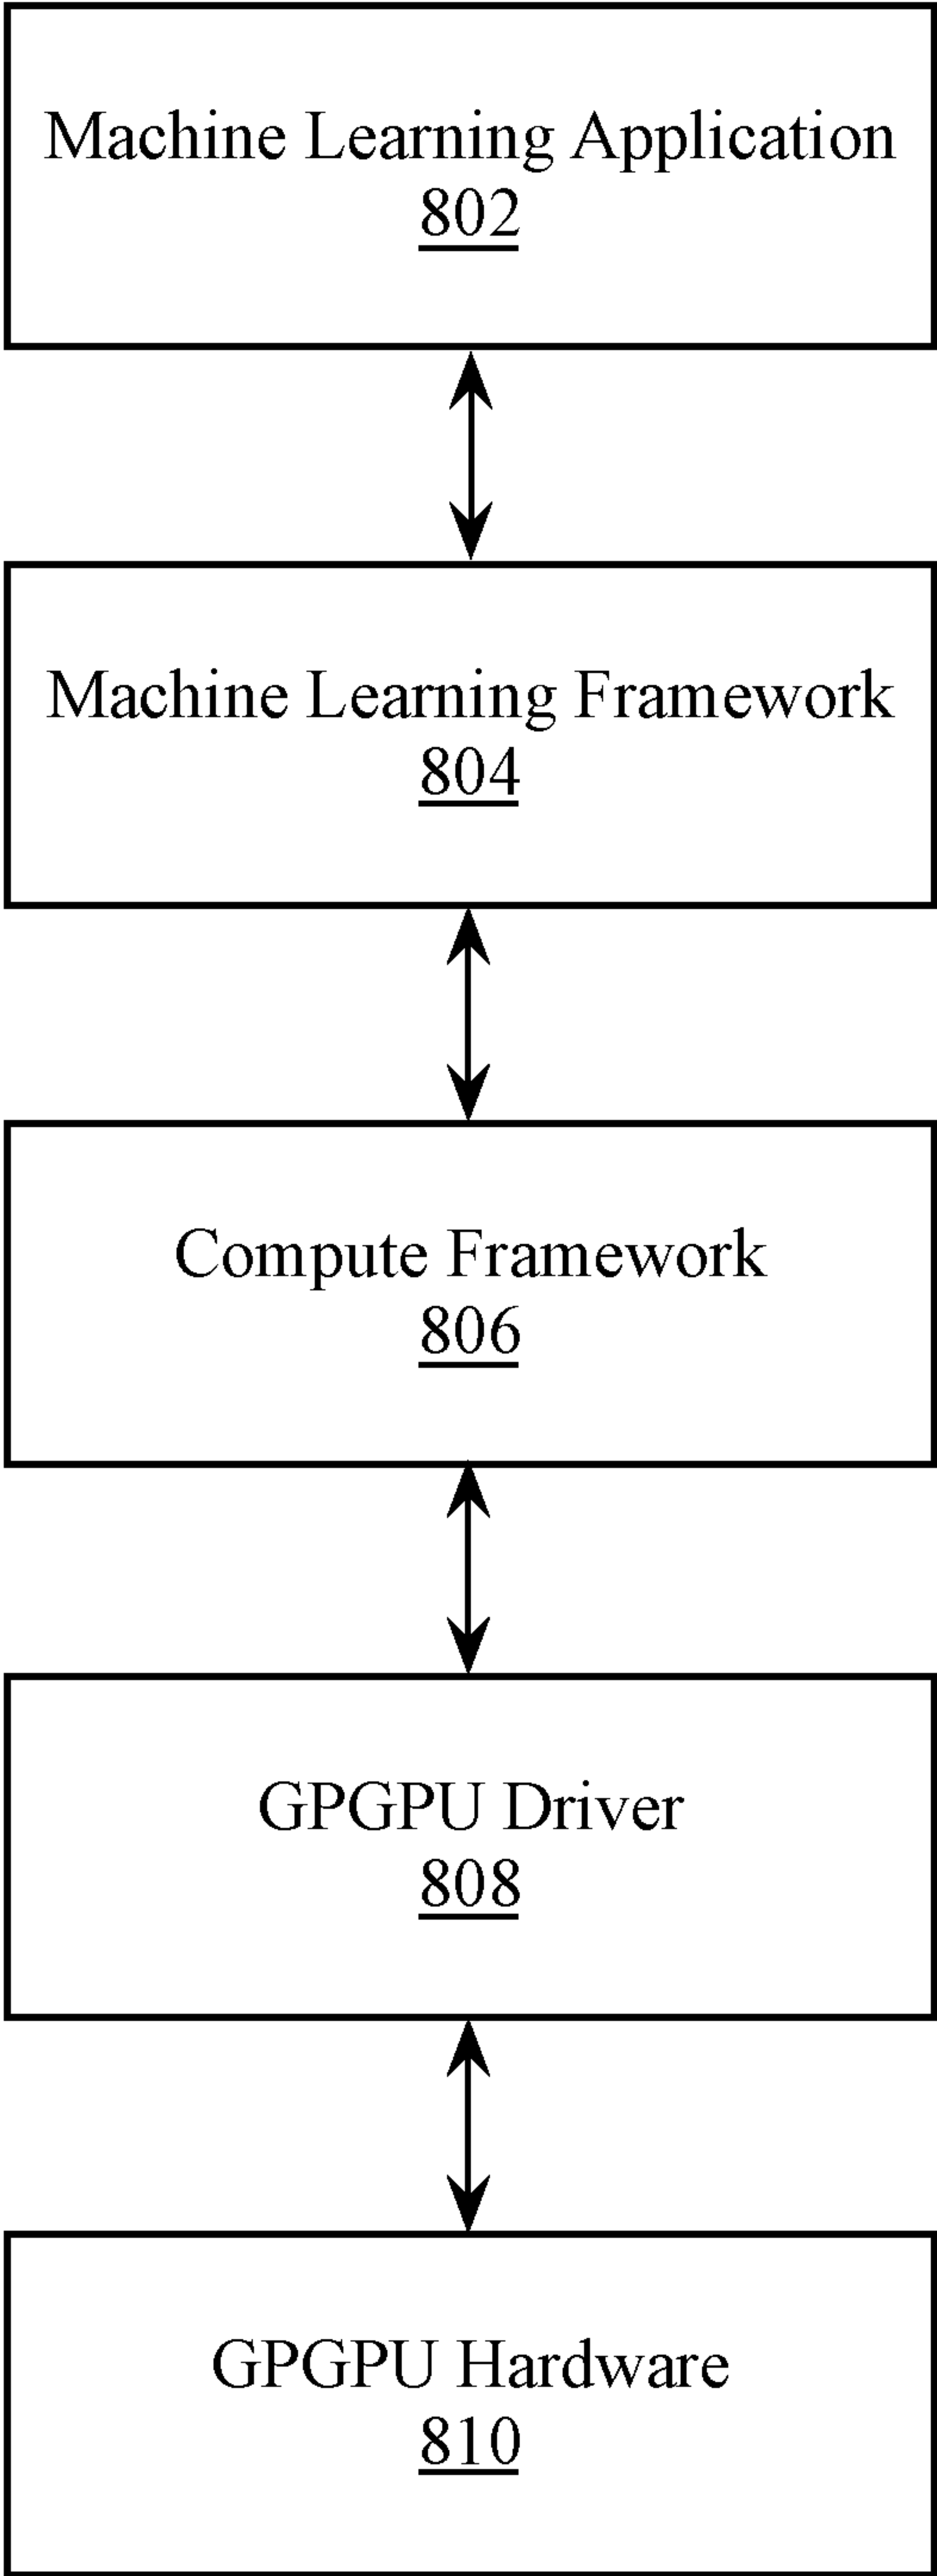 Machine Learning Application
802
Machine Learning Framework
804
Compute Framework
806
GPGPU Driver
808
GPGPU Hardware
810